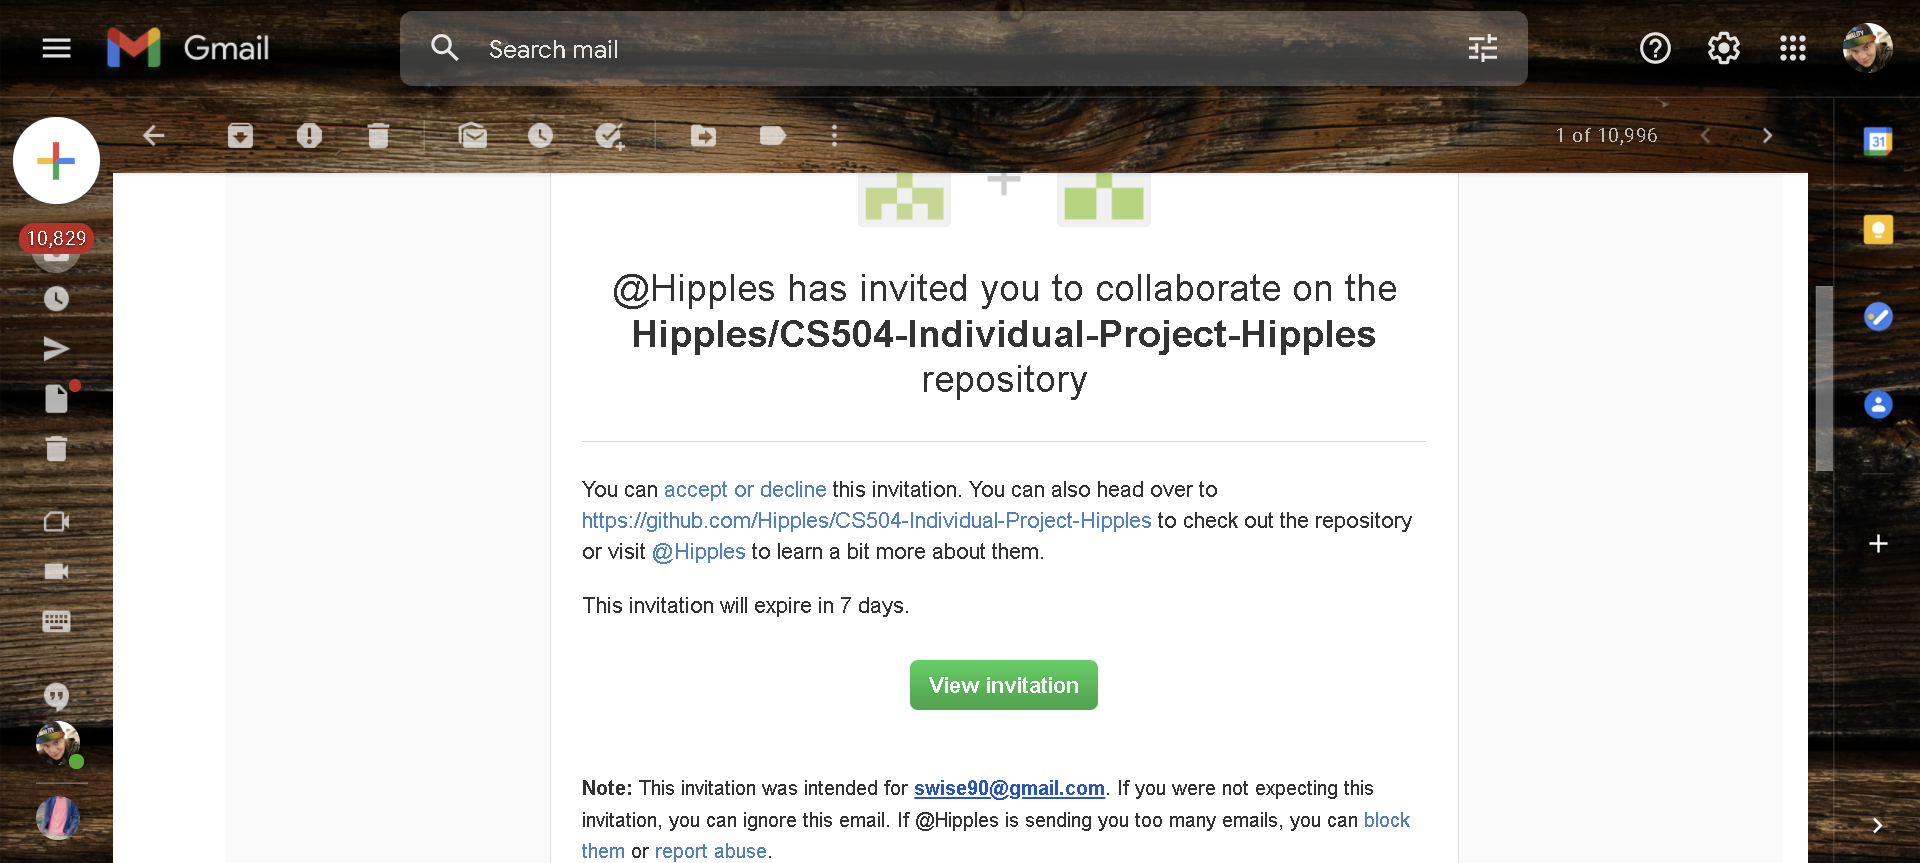 Gmail
Search mail
1 of 10,996
31
10,829
@Hipples has invited you to collaborate on the
Hipples/CS504-Individual-Project-Hipples
repository
You can accept or decline this invitation. You can also head over to
https://github.com/Hipples/CS504-Individual-Project-Hipples to check out the repository
or visit @Hipples to learn a bit more about them.
This invitation will expire in 7 days.
View invitation
Note: This invitation was intended for swise90@gmail.com. If you were not expecting this
invitation, you can ignore this email. If @Hipples is sending you too many emails, you can block
them or report abuse.